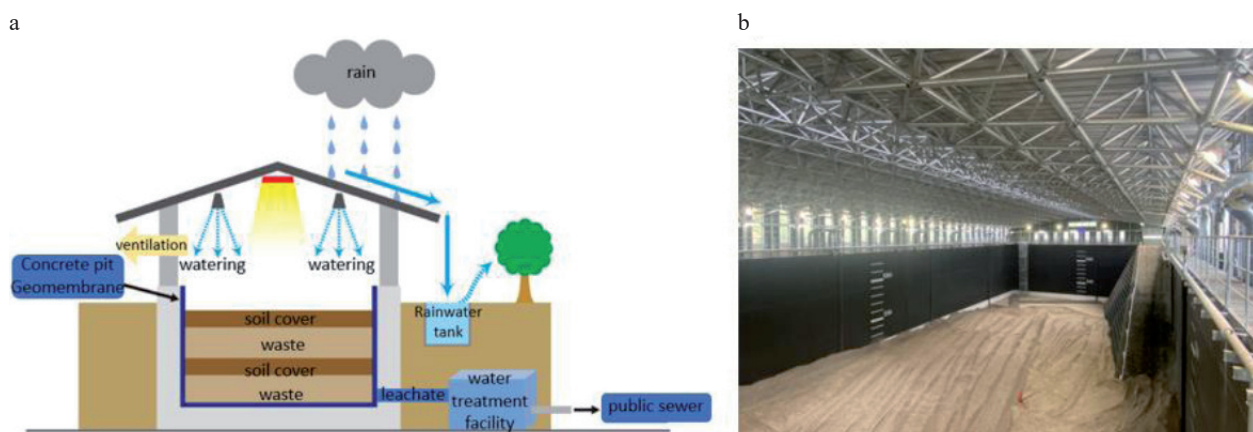 a
b
rain
ventilation
watering
watering
Concrete pit
Geomembrane
soil cover
waste
soil cover
waste
Rainwater
tank
leachate
water
treatment
facility
public sewer